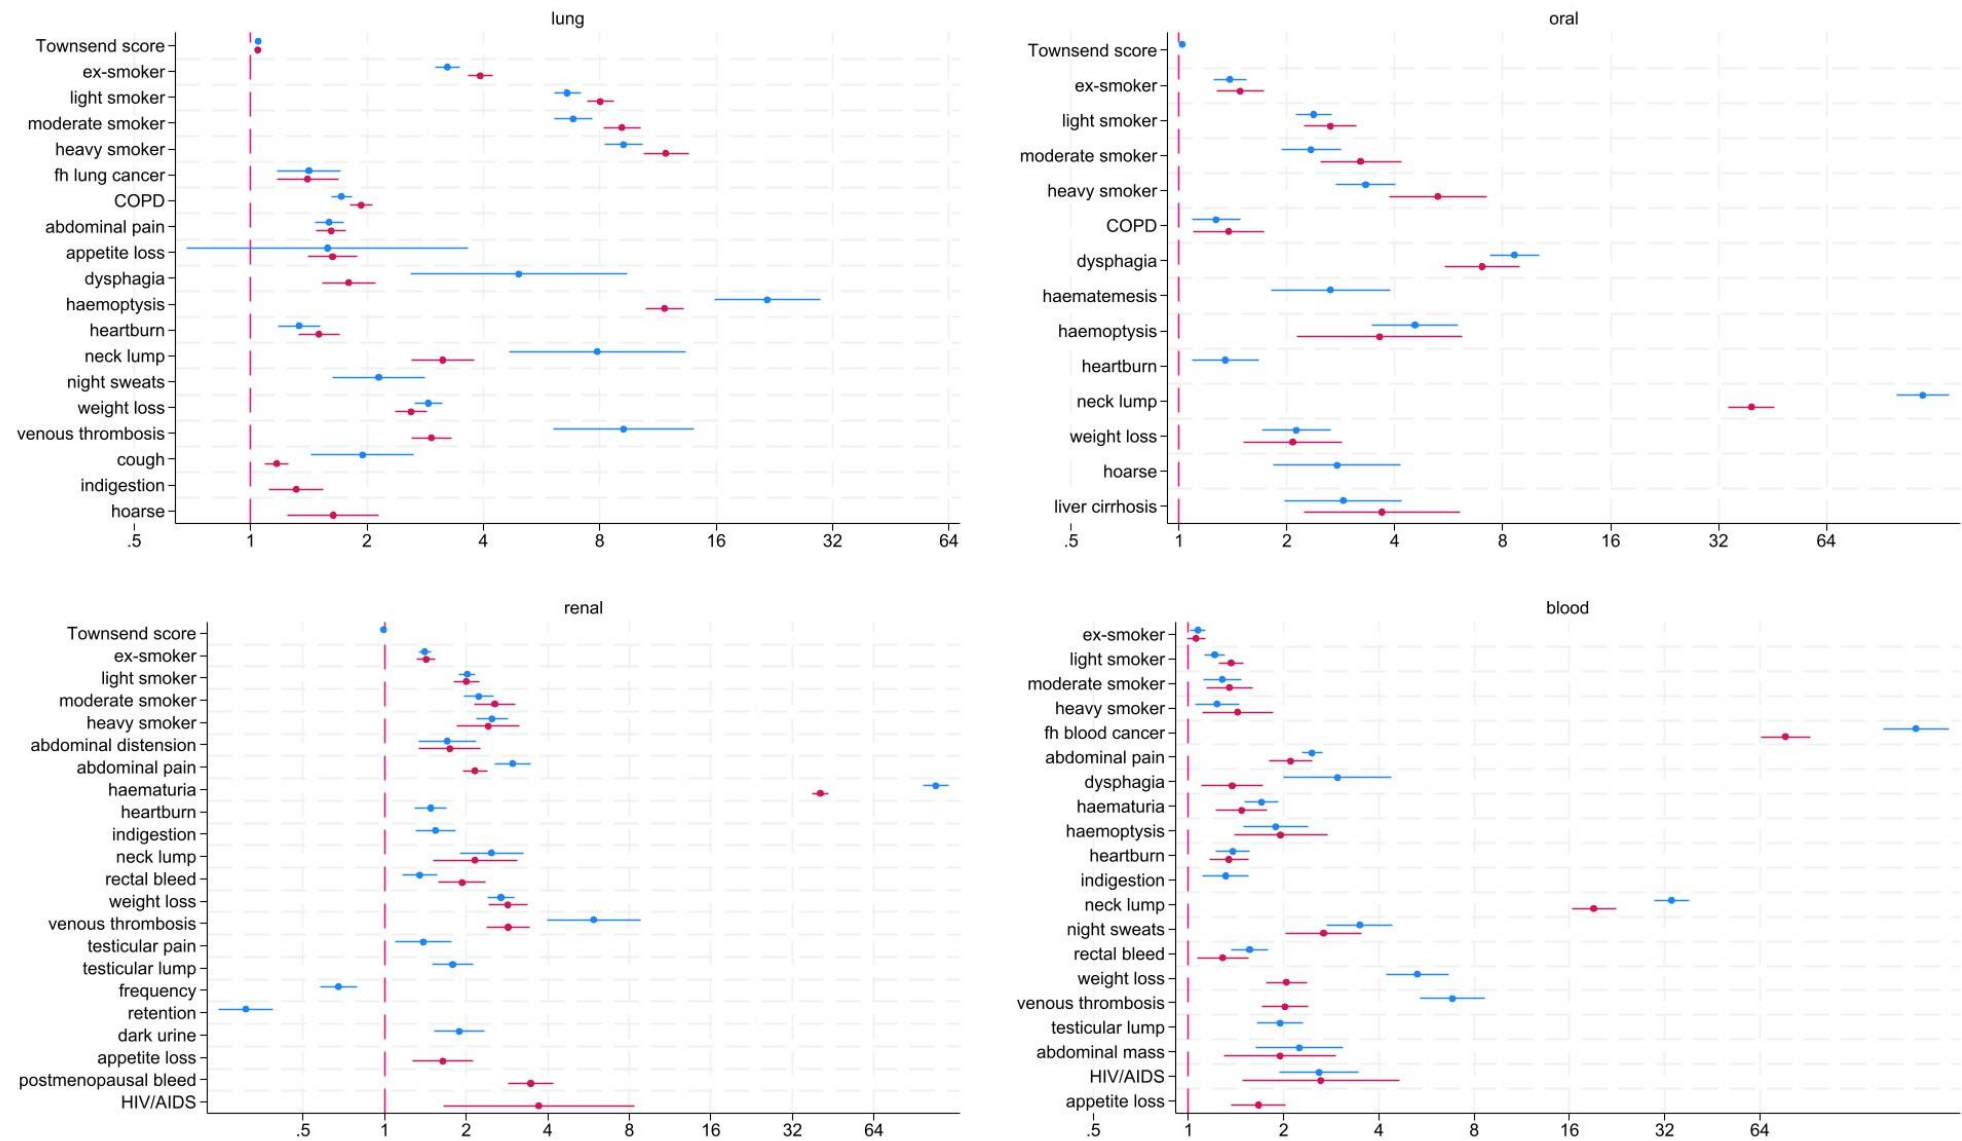 lung
Townsend score
ex-smoker
light smoker
moderate smoker
heavy smoker
fh lung cancer
COPD
abdominal pain
appetite loss
dysphagia
haemoptysis
heartburn
neck lump
night sweats
weight loss
venous thrombosis
cough
indigestion
hoarse
.5 1 2 4 8 16 32 64
oral
Townsend score
ex-smoker
light smoker
moderate smoker
heavy smoker
COPD
dysphagia
haematemesis
haemoptysis
heartburn
neck lump
weight loss
hoarse
liver cirrhosis
.5 1 2 4 8 16 32 64
renal
Townsend score
ex-smoker
light smoker
moderate smoker
heavy smoker
abdominal distension
abdominal pain
haematuria
heartburn
indigestion
neck lump
rectal bleed
weight loss
venous thrombosis
testicular pain
testicular lump
frequency
retention
dark urine
appetite loss
postmenopausal bleed
HIV/AIDS
.5 1 2 4 8 16 32 64
blood
ex-smoker
light smoker
moderate smoker
heavy smoker
fh blood cancer
abdominal pain
dysphagia
haematuria
haemoptysis
heartburn
indigestion
neck lump
night sweats
rectal bleed
weight loss
venous thrombosis
testicular lump
abdominal mass
HIV/AIDS
appetite loss
.5 1 2 4 8 16 32 64